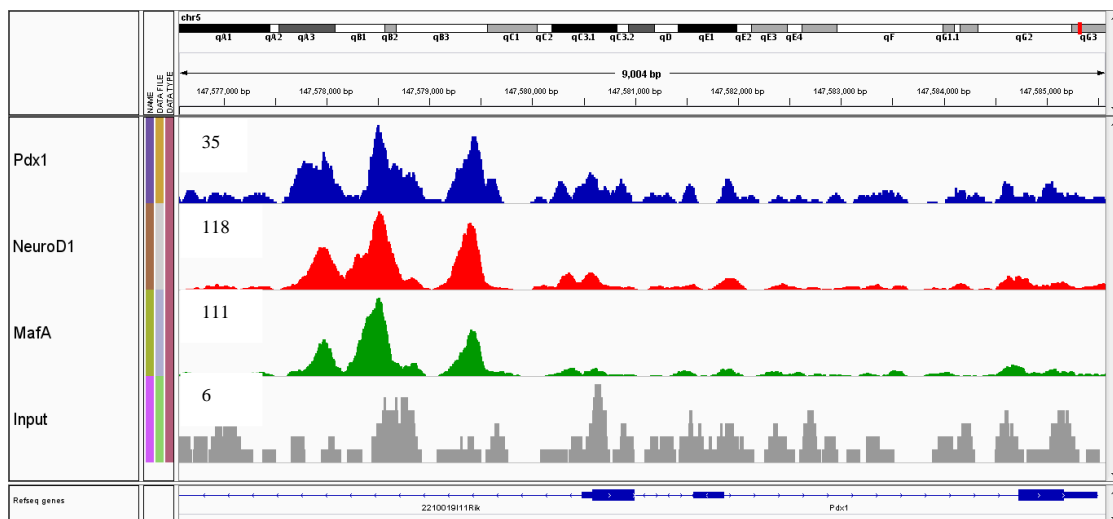 chr5
qA1 qA2 qA3 qB1 qB2 qB3 qC1 qC2 qC3.1 qC3.2 qD qE1 qE2 qE3 qE4 qF qG1.1 qG2 qG3
9,004 bp
147,577,000 bp 147,578,000 bp 147,579,000 bp 147,580,000 bp 147,581,000 bp 147,582,000 bp 147,583,000 bp 147,584,000 bp 147,585,000 bp
NAME
DATA FILE
DATA TYPE
Pdx1
35
NeuroD1
118
MafA
111
Input
6
Refseq genes
2210019I11Rik Pdx1